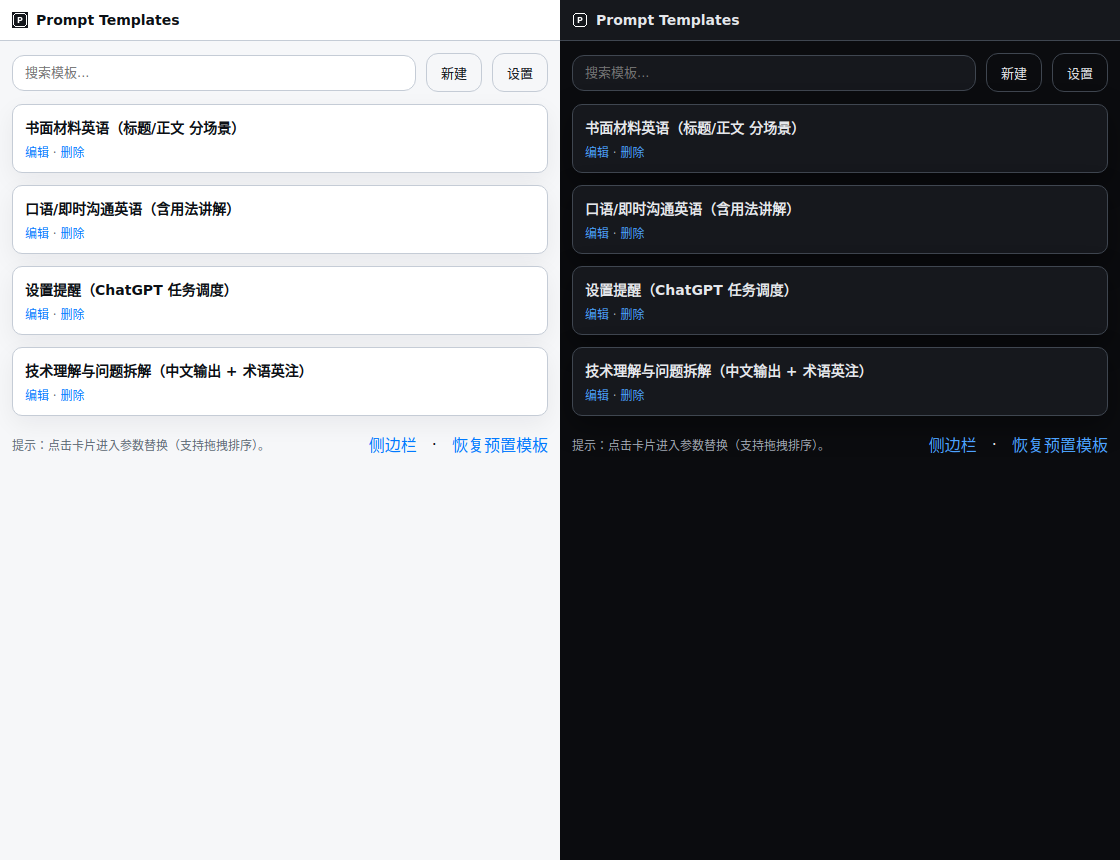 P Prompt Templates
搜索模板... 新建 设置
书面材料英语（标题/正文 分场景）
编辑 · 删除
口语/即时沟通英语（含用法讲解）
编辑 · 删除
设置提醒（ChatGPT 任务调度）
编辑 · 删除
技术理解与问题拆解（中文输出 + 术语英注）
编辑 · 删除
提示：点击卡片进入参数替换（支持拖拽排序）。 侧边栏 · 恢复预置模板
P Prompt Templates
搜索模板... 新建 设置
书面材料英语（标题/正文 分场景）
编辑 · 删除
口语/即时沟通英语（含用法讲解）
编辑 · 删除
设置提醒（ChatGPT 任务调度）
编辑 · 删除
技术理解与问题拆解（中文输出 + 术语英注）
编辑 · 删除
提示：点击卡片进入参数替换（支持拖拽排序）。 侧边栏 · 恢复预置模板